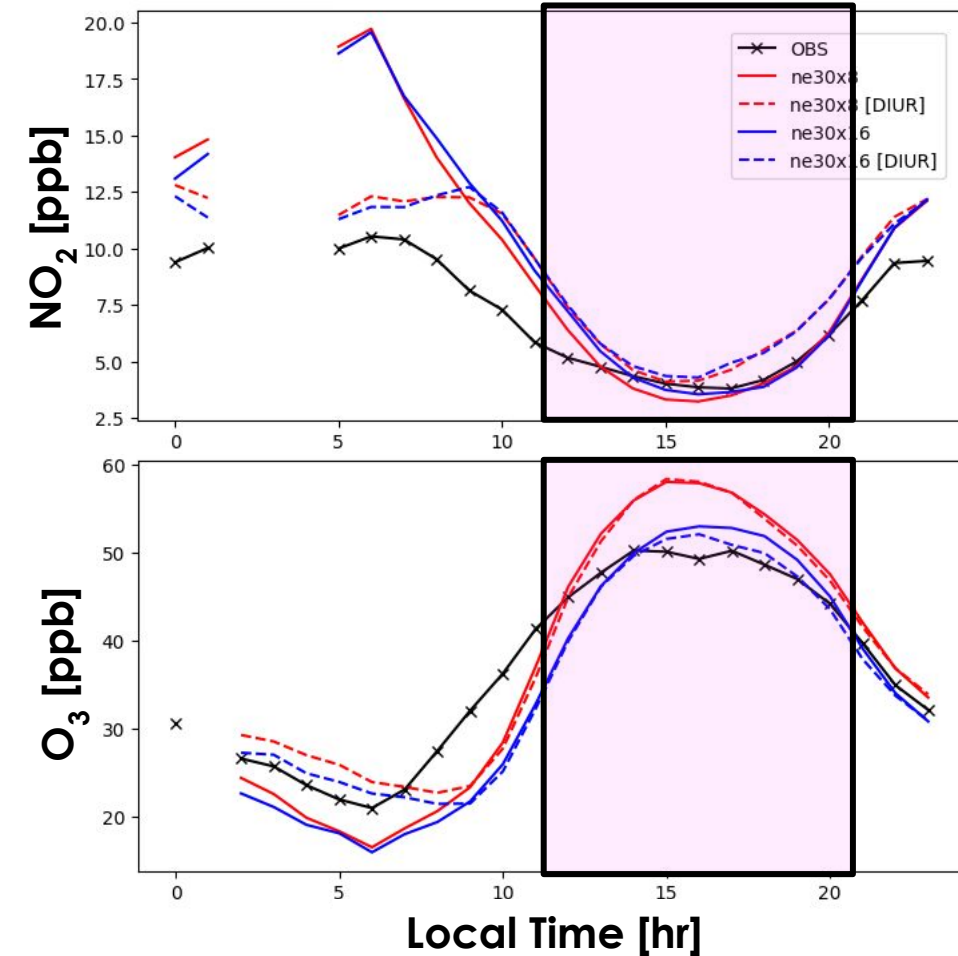 20.0
17.5
15.0
12.5
10.0
7.5
5.0
2.5
NO₂ [ppb]
OBS
ne30x8
ne30x8 [DIUR]
ne30x16
ne30x16 [DIUR]
0 5 10 15 20
60
50
40
30
20
O₃ [ppb]
0 5 10 15 20
Local Time [hr]